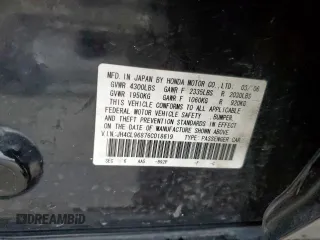 MFD. IN JAPAN BY HONDA MOTOR CO., LTD. 03/06
GVWR 4300LBS GAWR F 2335LBS R 2030LBS
GVWR 1950KG GAWR F 1060KG R 920KG
THIS VEHICLE CONFORMS TO ALL APPLICABLE
FEDERAL MOTOR VEHICLE SAFETY, BUMPER,
AND THEFT PREVENTION STANDARDS IN EFFECT
ON THE DATE OF MANUFACTURE SHOWN ABOVE.
V.I.N. TYPE: PASSENGER CAR
DREAMBID